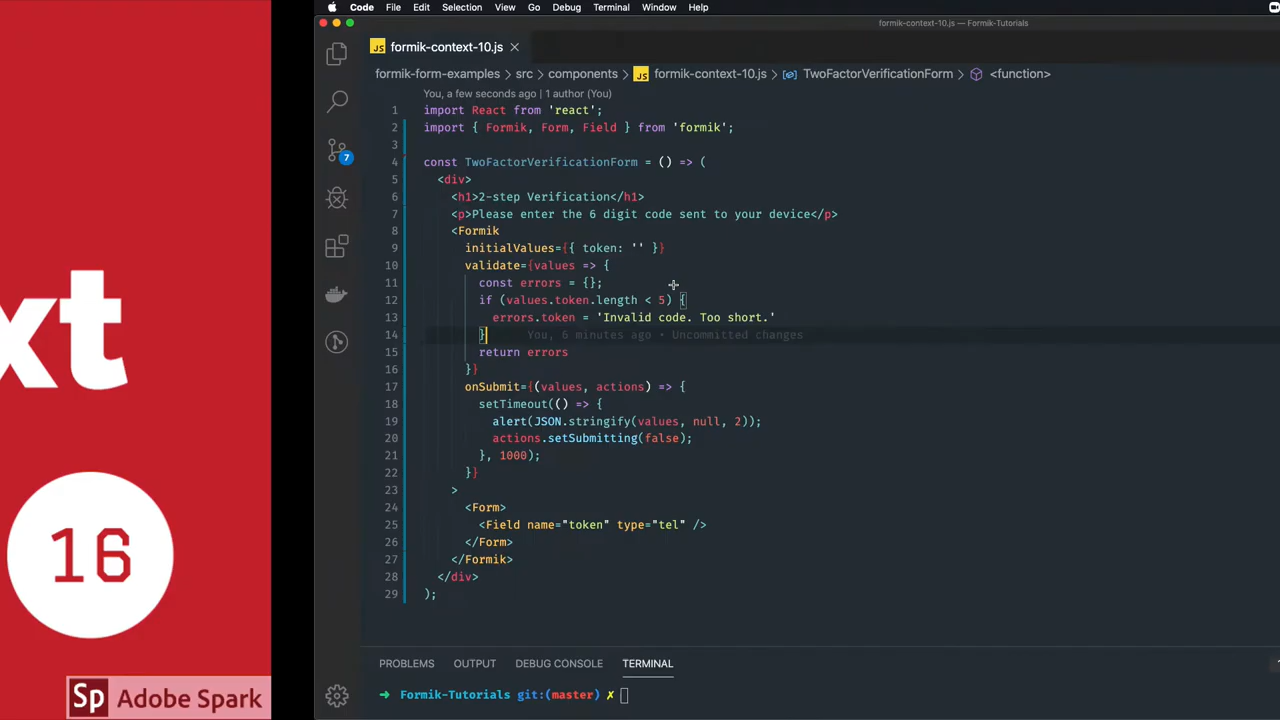 xt
16
Sp Adobe Spark
Code File Edit Selection View Go Debug Terminal Window Help
formik-context-10.js — Formik-Tutorials
JS formik-context-10.js
formik-form-examples > src > components > JS formik-context-10.js > TwoFactorVerificationForm > <function>
You, a few seconds ago | 1 author (You)
1 import React from 'react';
2 import { Formik, Form, Field } from 'formik';
3
4 const TwoFactorVerificationForm = () => (
5 <div>
6 <h1>2-step Verification</h1>
7 <p>Please enter the 6 digit code sent to your device</p>
8 <Formik
9 initialValues={{ token: '' }}
10 validate={values => {
11 const errors = {};
12 if (values.token.length < 5) {
13 errors.token = 'Invalid code. Too short.'
14 } You, 6 minutes ago • Uncommitted changes
15 return errors
16 }}
17 onSubmit={(values, actions) => {
18 setTimeout(() => {
19 alert(JSON.stringify(values, null, 2));
20 actions.setSubmitting(false);
21 }, 1000);
22 }}
23 >
24 <Form>
25 <Field name="token" type="tel" />
26 </Form>
27 </Formik>
28 </div>
29 );
7
PROBLEMS OUTPUT DEBUG CONSOLE TERMINAL
➜ Formik-Tutorials git:(master) ✗